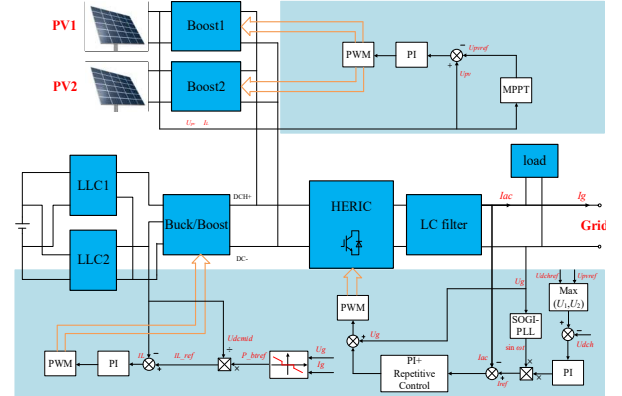 PV1
Boost1
PV2
Boost2
PWM
PI
Upvref
Upv
MPPT
Upv
LLC1
LLC2
Buck/Boost
DCH+
DC-
HERIC
LC filter
load
Iac
Ig
Grid
PWM
Ug
Ug
SOGI-
PLL
Udchref
Upvref
Max
(U1,U2)
Udch
PI
sin ωt
Iac
Iref
PI+
Repetitive
Control
PWM
PI
IL
IL_ref
Udcmid
P_btref
Ug
Ig